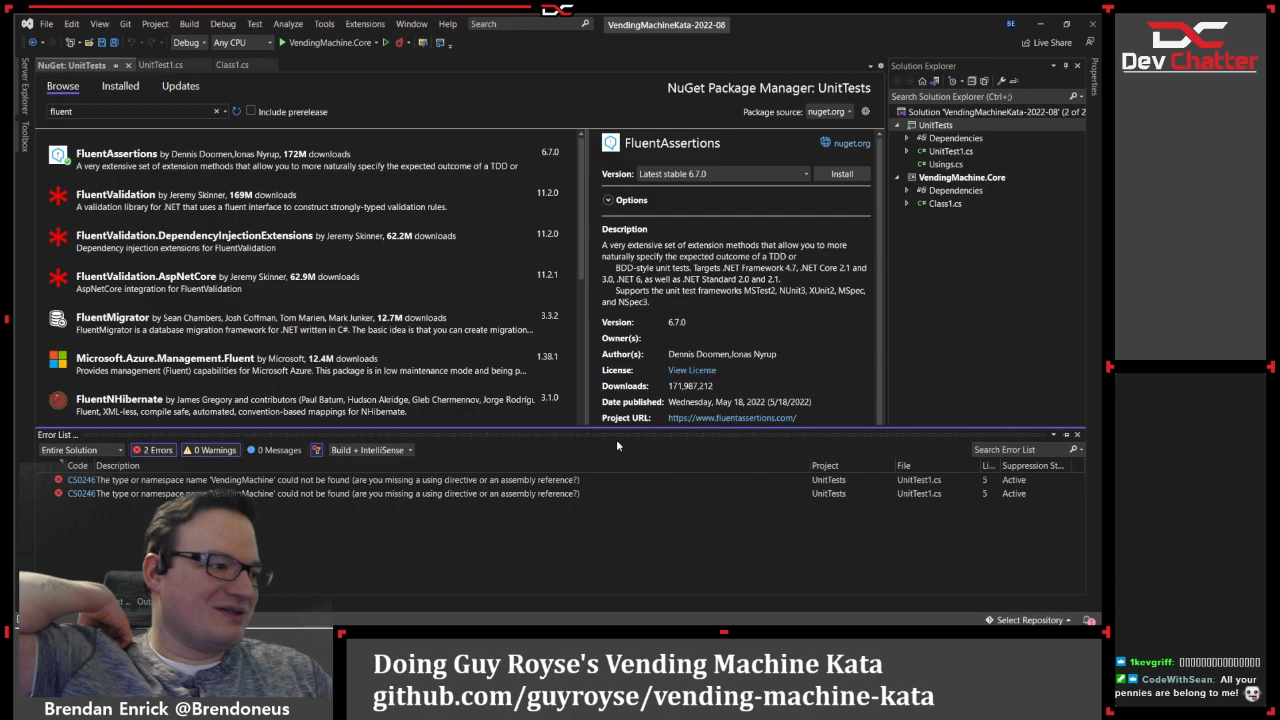 File Edit View Git Project Build Debug Test Analyze Tools Extensions Window Help Search VendingMachineKata-2022-08 BE
Debug Any CPU VendingMachine.Core Live Share
NuGet: UnitTests UnitTest1.cs Class1.cs
Server Explorer
Toolbox
Browse Installed Updates
NuGet Package Manager: UnitTests
fluent Include prerelease
Package source: nuget.org
FluentAssertions by Dennis Doomen,Jonas Nyrup, 172M downloads 6.7.0
A very extensive set of extension methods that allow you to more naturally specify the expected outcome of a TDD or
FluentValidation by Jeremy Skinner, 169M downloads 11.2.0
A validation library for .NET that uses a fluent interface to construct strongly-typed validation rules.
FluentValidation.DependencyInjectionExtensions by Jeremy Skinner, 62.2M downloads 11.2.0
Dependency injection extensions for FluentValidation
FluentValidation.AspNetCore by Jeremy Skinner, 62.9M downloads 11.2.1
AspNetCore integration for FluentValidation
FluentMigrator by Sean Chambers, Josh Coffman, Tom Marien, Mark Junker, 12.7M downloads 3.3.2
FluentMigrator is a database migration framework for .NET written in C#. The basic idea is that you can create migration...
Microsoft.Azure.Management.Fluent by Microsoft, 12.4M downloads 1.38.1
Provides management (Fluent) capabilities for Microsoft Azure. This package is in low maintenance mode and being p...
FluentNHibernate by James Gregory and contributors (Paul Batum, Hudson Akridge, Gleb Chermennov, Jorge Rodrígu 3.1.0
Fluent, XML-less, compile safe, automated, convention-based mappings for NHibernate.
FluentAssertions nuget.org
Version: Latest stable 6.7.0 Install
Options
Description
A very extensive set of extension methods that allow you to more
naturally specify the expected outcome of a TDD or
BDD-style unit tests. Targets .NET Framework 4.7, .NET Core 2.1 and
3.0, .NET 6, as well as .NET Standard 2.0 and 2.1.
Supports the unit test frameworks MSTest2, NUnit3, XUnit2, MSpec,
and NSpec3.
Version: 6.7.0
Owner(s):
Author(s): Dennis Doomen,Jonas Nyrup
License: View License
Downloads: 171,987,212
Date published: Wednesday, May 18, 2022 (5/18/2022)
Project URL: https://www.fluentassertions.com/
Solution Explorer
Search Solution Explorer (Ctrl+;)
Solution 'VendingMachineKata-2022-08' (2 of 2
UnitTests
Dependencies
UnitTest1.cs
Usings.cs
VendingMachine.Core
Dependencies
Class1.cs
Properties
Error List ...
Entire Solution 2 Errors 0 Warnings 0 Messages Build + IntelliSense Search Error List
Code Description Project File Li... Suppression St...
CS0246 The type or namespace name 'VendingMachine' could not be found (are you missing a using directive or an assembly reference?) UnitTests UnitTest1.cs 5 Active
CS0246 The type or namespace name 'VendingMachine' could not be found (are you missing a using directive or an assembly reference?) UnitTests UnitTest1.cs 5 Active
Select Repository
DC
Dev Chatter
Doing Guy Royse's Vending Machine Kata
github.com/guyroyse/vending-machine-kata
Brendan Enrick @Brendoneus
1kevgriff:
CodeWithSean: All your
pennies are belong to me!